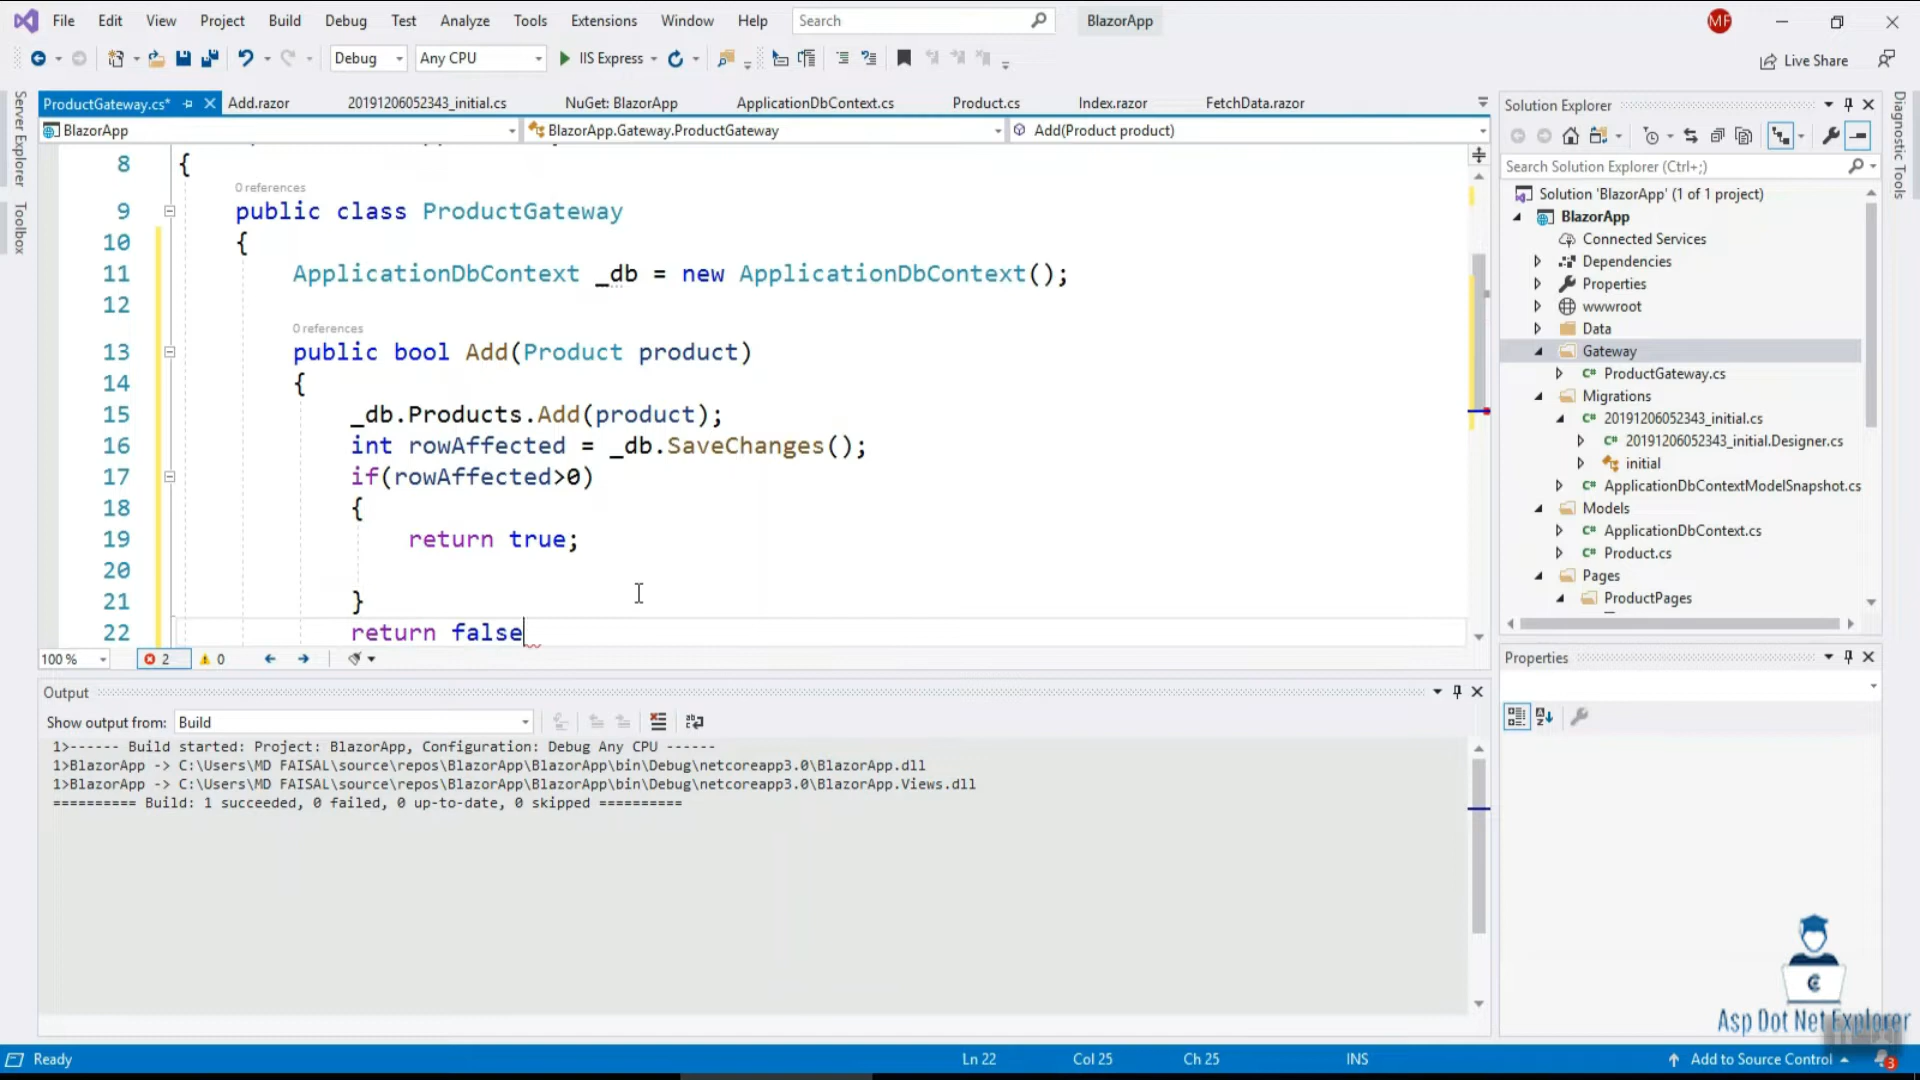 File Edit View Project Build Debug Test Analyze Tools Extensions Window Help Search BlazorApp MF
Debug Any CPU IIS Express Live Share
Server Explorer
Toolbox
ProductGateway.cs* Add.razor 20191206052343_initial.cs NuGet: BlazorApp ApplicationDbContext.cs Product.cs Index.razor FetchData.razor
BlazorApp BlazorApp.Gateway.ProductGateway Add(Product product)
8 {
0 references
9 public class ProductGateway
10 {
11 ApplicationDbContext _db = new ApplicationDbContext();
12
0 references
13 public bool Add(Product product)
14 {
15 _db.Products.Add(product);
16 int rowAffected = _db.SaveChanges();
17 if(rowAffected>0)
18 {
19 return true;
20
21 }
22 return false
100 % 2 0
Output
Show output from: Build
1>------ Build started: Project: BlazorApp, Configuration: Debug Any CPU ------
1>BlazorApp -> C:\Users\MD FAISAL\source\repos\BlazorApp\BlazorApp\bin\Debug\netcoreapp3.0\BlazorApp.dll
1>BlazorApp -> C:\Users\MD FAISAL\source\repos\BlazorApp\BlazorApp\bin\Debug\netcoreapp3.0\BlazorApp.Views.dll
========== Build: 1 succeeded, 0 failed, 0 up-to-date, 0 skipped ==========
Solution Explorer
Search Solution Explorer (Ctrl+;)
Solution 'BlazorApp' (1 of 1 project)
BlazorApp
Connected Services
Dependencies
Properties
wwwroot
Data
Gateway
C# ProductGateway.cs
Migrations
C# 20191206052343_initial.cs
C# 20191206052343_initial.Designer.cs
initial
C# ApplicationDbContextModelSnapshot.cs
Models
C# ApplicationDbContext.cs
C# Product.cs
Pages
ProductPages
Properties
Diagnostic Tools
Asp Dot Net Explorer
Ready Ln 22 Col 25 Ch 25 INS Add to Source Control 3